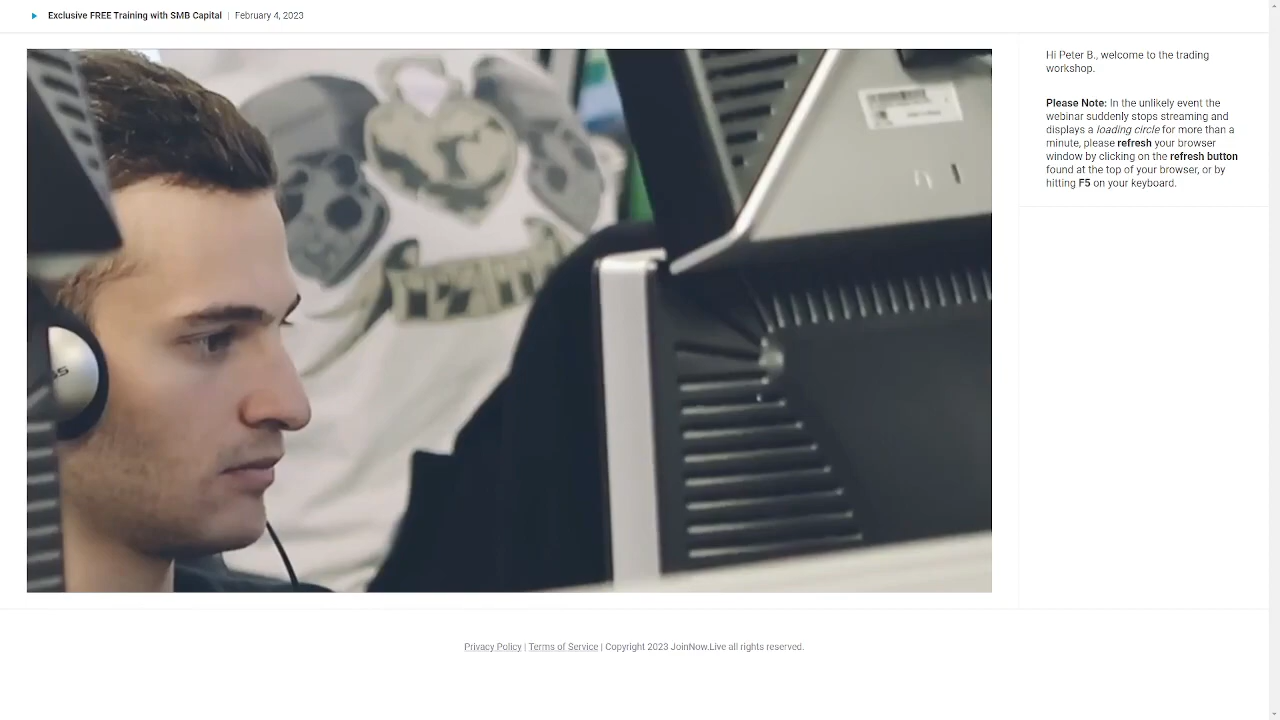 Exclusive FREE Training with SMB Capital | February 4, 2023
Hi Peter B., welcome to the trading
workshop.
Please Note: In the unlikely event the
webinar suddenly stops streaming and
displays a loading circle for more than a
minute, please refresh your browser
window by clicking on the refresh button
found at the top of your browser, or by
hitting F5 on your keyboard.
Privacy Policy | Terms of Service | Copyright 2023 JoinNow.Live all rights reserved.